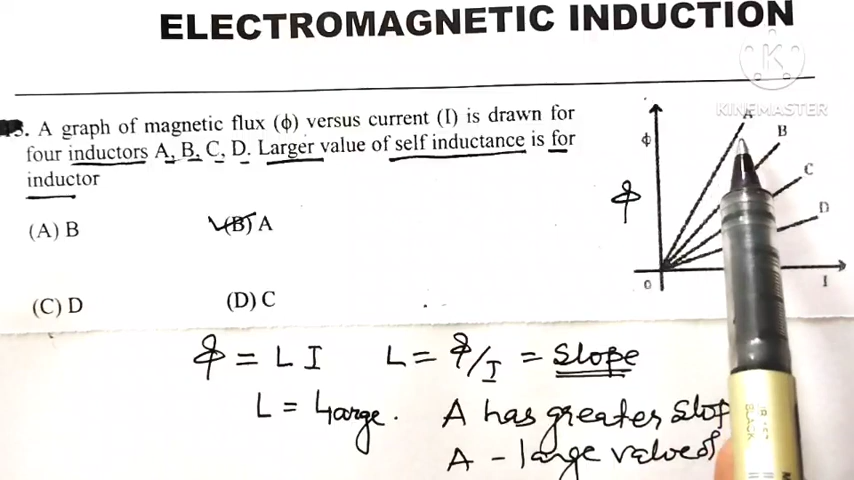 ELECTROMAGNETIC INDUCTION
KINEMASTER
A graph of magnetic flux (ϕ) versus current (I) is drawn for
four inductors A, B, C, D. Larger value of self inductance is for
inductor
(A) B
(B) A
(C) D
(D) C
ϕ
A
B
C
D
ϕ
0
I
ϕ = L I L = ϕ/I = Slope
L = Large. A has greater Slop
A - large value of